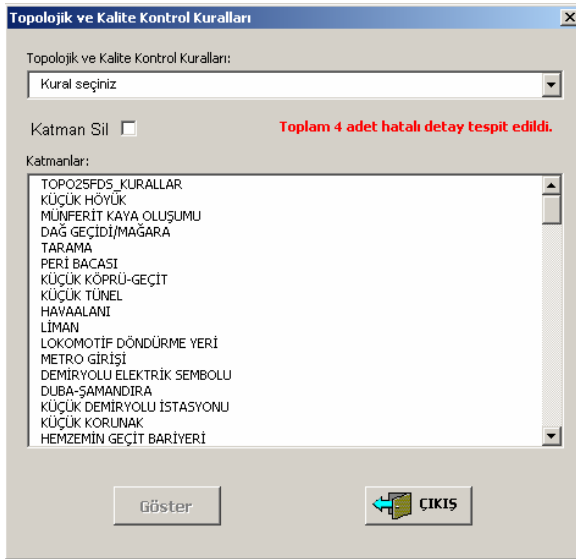 Topolojik ve Kalite Kontrol Kuralları
Topolojik ve Kalite Kontrol Kuralları:
Kural seçiniz
Katman Sil
Toplam 4 adet hatalı detay tespit edildi.
Katmanlar:
TOPO25FDS_KURALLAR
KÜÇÜK HÖYÜK
MÜNFERİT KAYA OLUŞUMU
DAĞ GEÇİDİ/MAĞARA
TARAMA
PERİ BACASI
KÜÇÜK KÖPRÜ-GEÇİT
KÜÇÜK TÜNEL
HAVAALANI
LİMAN
LOKOMOTİF DÖNDÜRME YERİ
METRO GİRİŞİ
DEMİRYOLU ELEKTRİK SEMBOLU
DUBA-ŞAMANDIRA
KÜÇÜK DEMİRYOLU İSTASYONU
KÜÇÜK KORUNAK
HEMZEMİN GEÇİT BARİYERİ
Göster
ÇIKIŞ